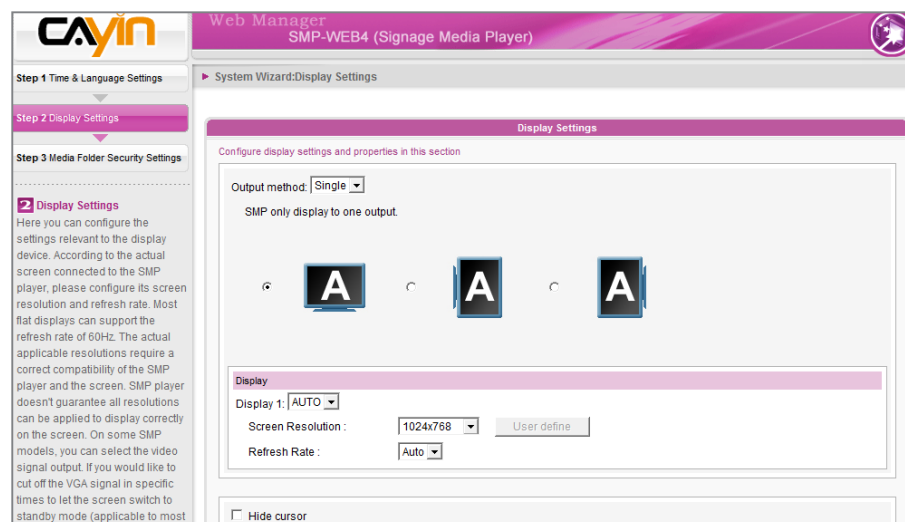 CAYIN
Web Manager
SMP-WEB4 (Signage Media Player)
Step 1 Time & Language Settings
Step 2 Display Settings
Step 3 Media Folder Security Settings
2 Display Settings
Here you can configure the
settings relevant to the display
device. According to the actual
screen connected to the SMP
player, please configure its screen
resolution and refresh rate. Most
flat displays can support the
refresh rate of 60Hz. The actual
applicable resolutions require a
correct compatibility of the SMP
player and the screen. SMP player
doesn't guarantee all resolutions
can be applied to display correctly
on the screen. On some SMP
models, you can select the video
signal output. If you would like to
cut off the VGA signal in specific
times to let the screen switch to
standby mode (applicable to most
System Wizard:Display Settings
Display Settings
Configure display settings and properties in this section
Output method: Single
SMP only display to one output.
A A A
Display
Display 1: AUTO
Screen Resolution : 1024x768 User define
Refresh Rate : Auto
Hide cursor